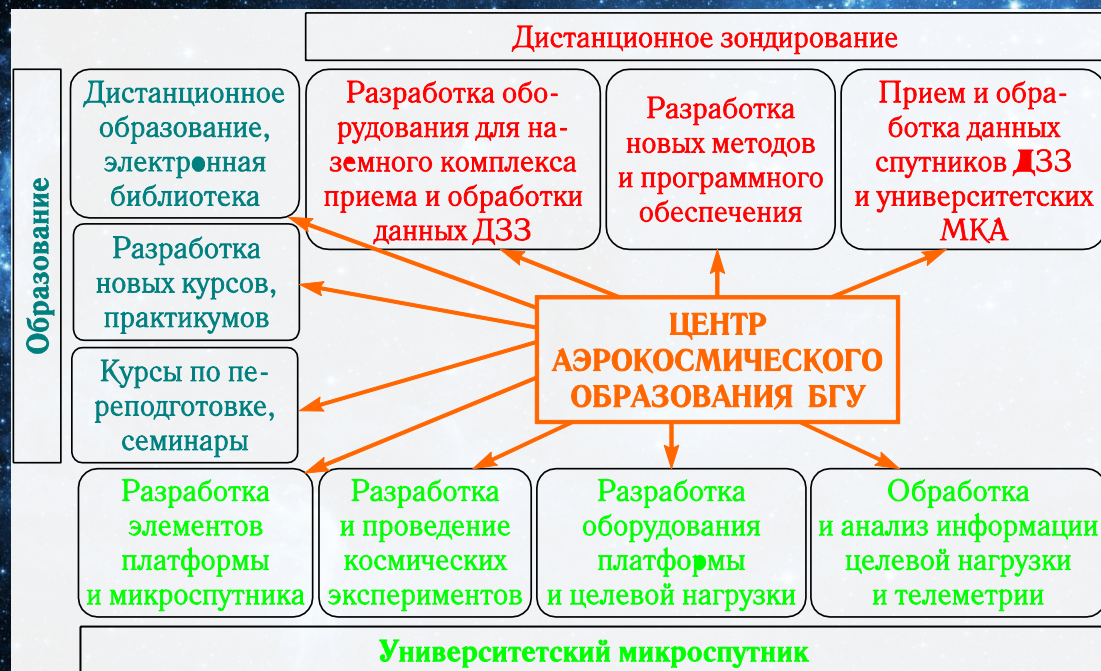 Дистанционное зондирование
Образование
Дистанционное
образование,
электронная
библиотека
Разработка обо-
рудования для на-
земного комплекса
приема и обработки
данных ДЗЗ
Разработка
новых методов
и программного
обеспечения
Прием и обра-
ботка данных
спутников ДЗЗ
и университетских
МКА
Разработка
новых курсов,
практикумов
Курсы по пе-
реподготовке,
семинары
ЦЕНТР
АЭРОКОСМИЧЕСКОГО
ОБРАЗОВАНИЯ БГУ
Разработка
элементов
платформы
и микроспутника
Разработка
и проведение
космических
экспериментов
Разработка
оборудования
платформы
и целевой нагрузки
Обработка
и анализ информации
целевой нагрузки
и телеметрии
Университетский микроспутник